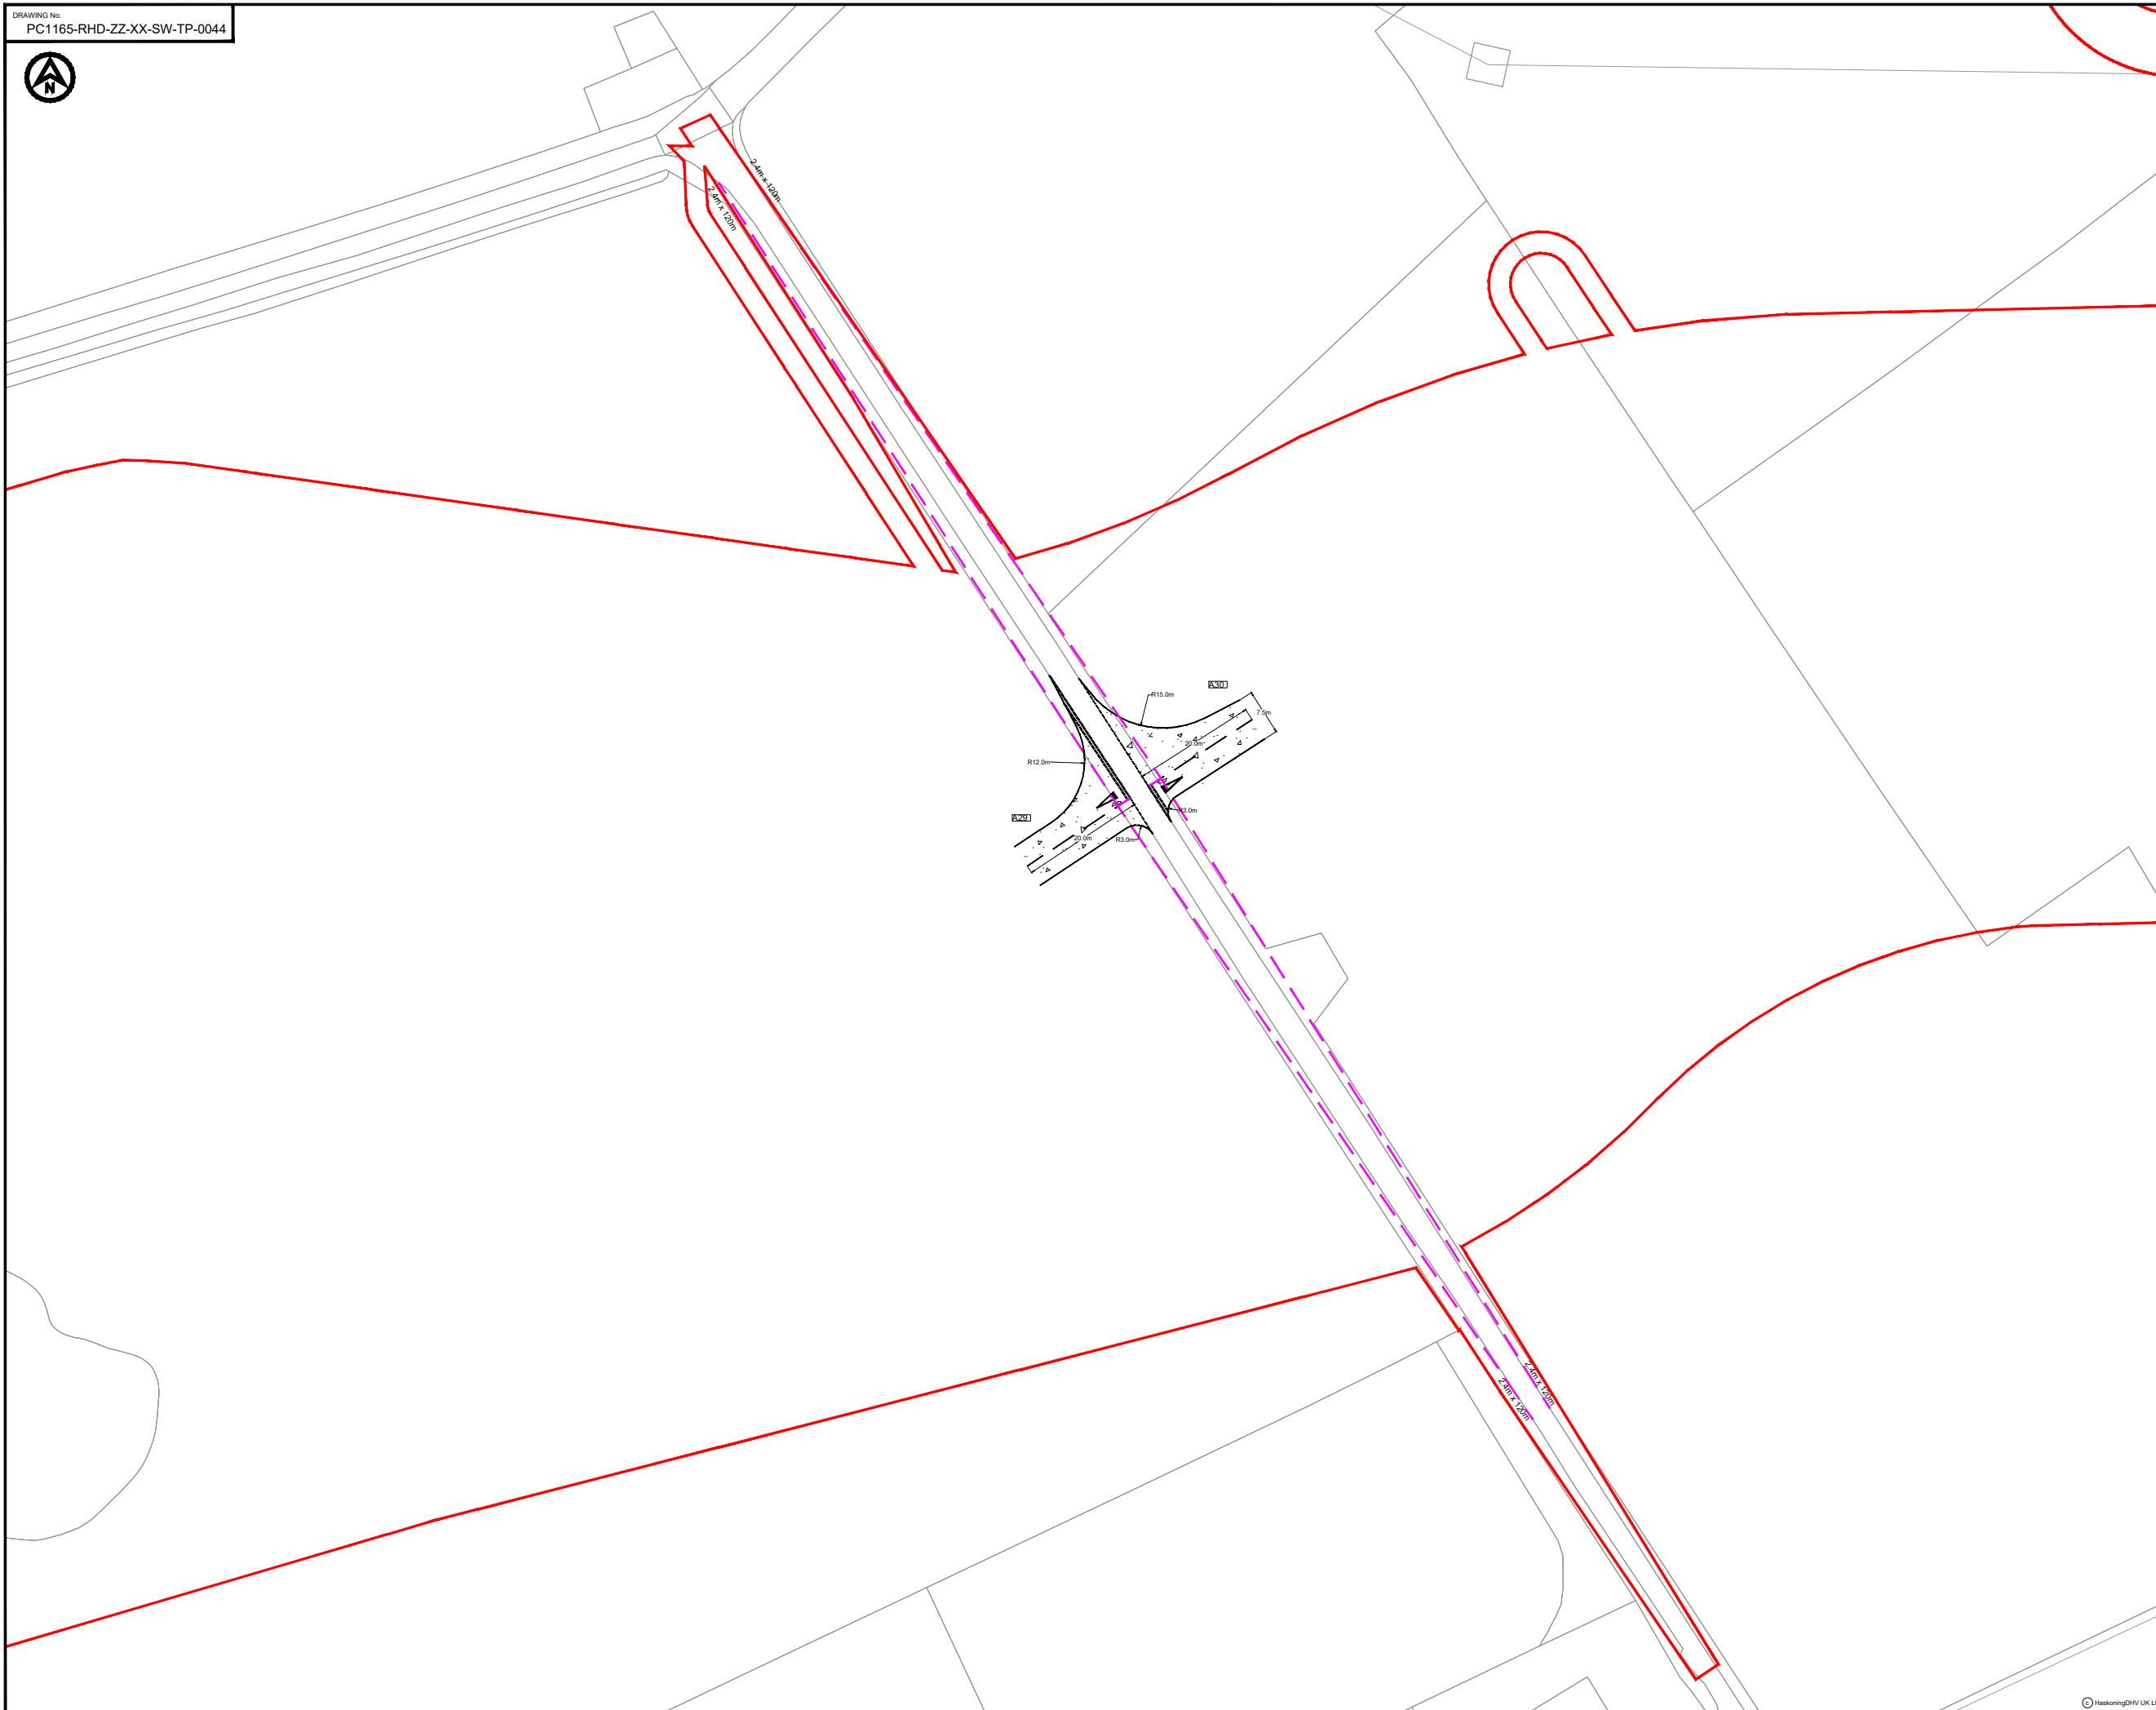 DRAWING No.
PC1165-RHD-ZZ-XX-SW-TP-0044
N
2.4m x 120m
2.4m x 120m
A30
R15.0m
7.5m
20.0m
R12.0m
R3.0m
A29
20.0m
R3.0m
2.4m x 120m
2.4m x 120m
c HaskoningDHV UK